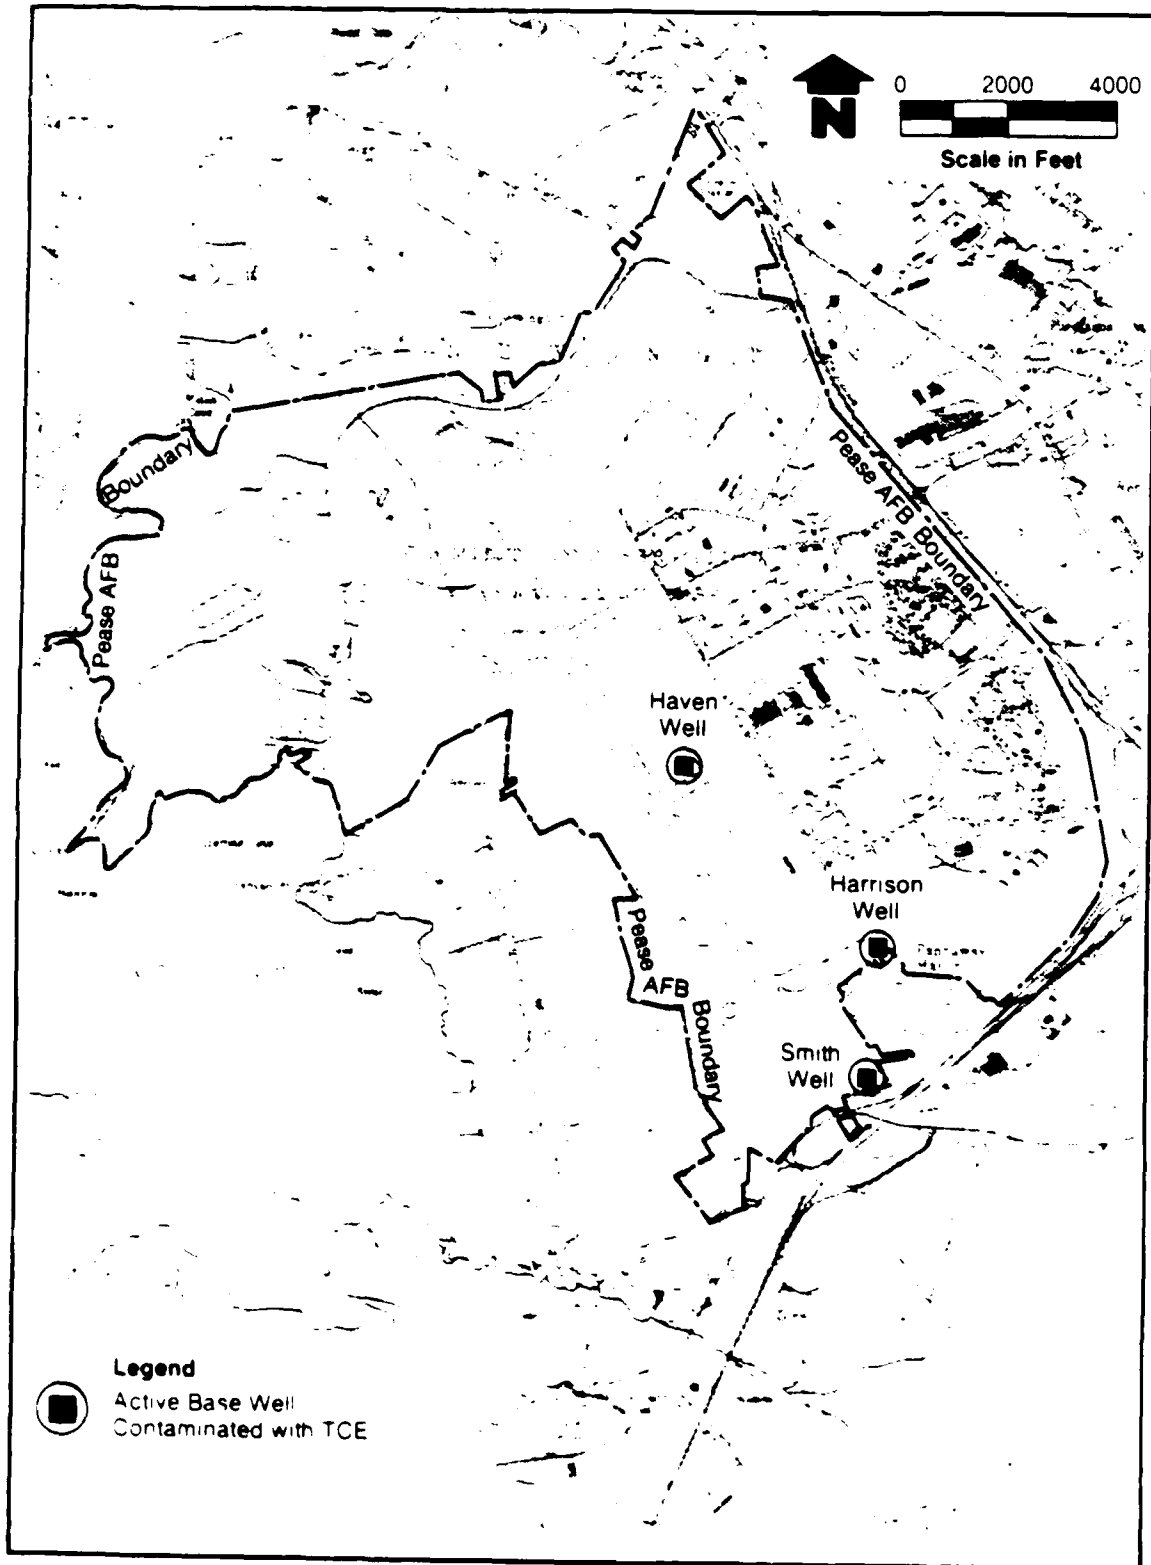 N
0 2000 4000
Scale in Feet
Boundary
Pease AFB
Pease AFB Boundary
Haven
Well
Harrison
Well
Pease
AFB
Boundary
Smith
Well
Legend
Active Base Well
Contaminated with TCE